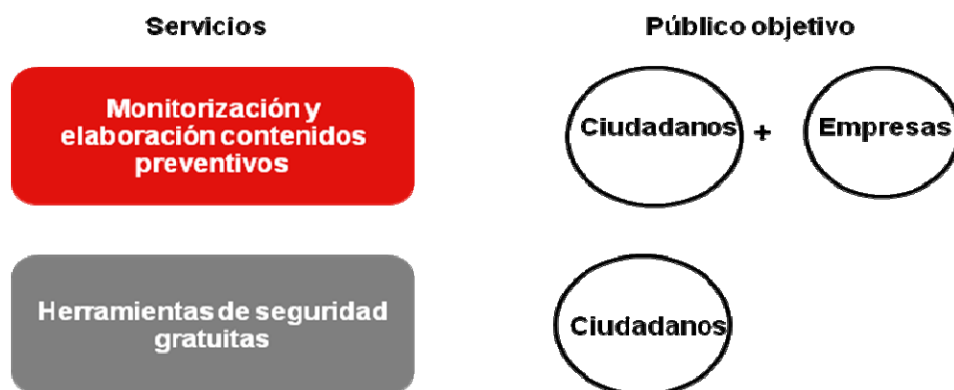 Servicios
Público objetivo
Monitorización y
elaboración contenidos
preventivos
Ciudadanos + Empresas
Herramientas de seguridad
gratuitas
Ciudadanos